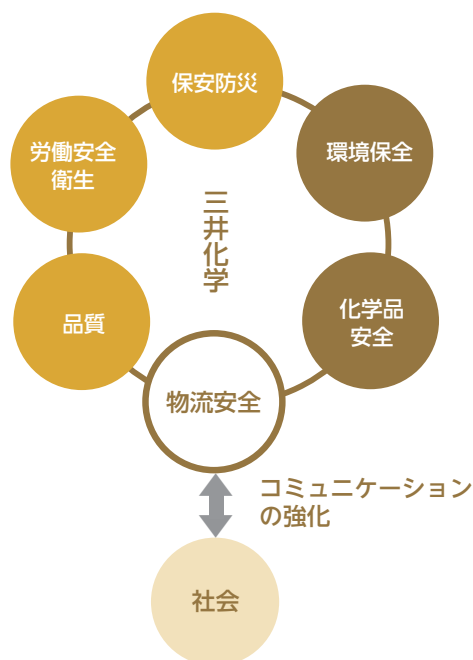 保安防災
労働安全
衛生
環境保全
三井化学
品質
化学品
安全
物流安全
コミュニケーション
の強化
社会